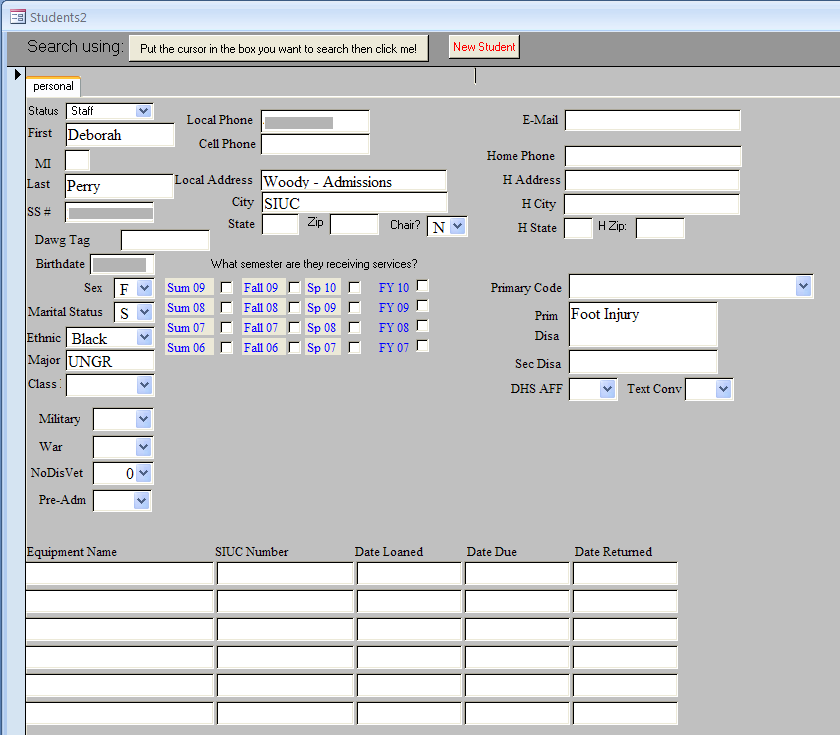 Students2
Search using: Put the cursor in the box you want to search then click me! New Student
personal
Status Staff
First Deborah
MI
Last Perry
SS #
Dawg Tag
Birthdate
Sex F
Marital Status S
Ethnic Black
Major UNGR
Class
Military
War
NoDisVet 0
Pre-Adm
Local Phone
Cell Phone
Local Address Woody - Admissions
City SIUC
State Zip Chair? N
What semester are they receiving services?
Sum 09 Fall 09 Sp 10 FY 10
Sum 08 Fall 08 Sp 09 FY 09
Sum 07 Fall 07 Sp 08 FY 08
Sum 06 Fall 06 Sp 07 FY 07
E-Mail
Home Phone
H Address
H City
H State H Zip:
Primary Code
Prim Foot Injury
Disa
Sec Disa
DHS AFF Text Conv
Equipment Name SIUC Number Date Loaned Date Due Date Returned